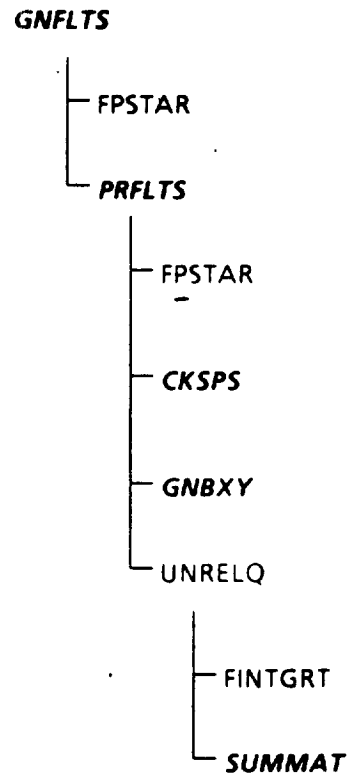 GNFLTS
FPSTAR
PRFLTS
FPSTAR
CKSPS
GNBXY
UNRELQ
FINTGRT
SUMMAT